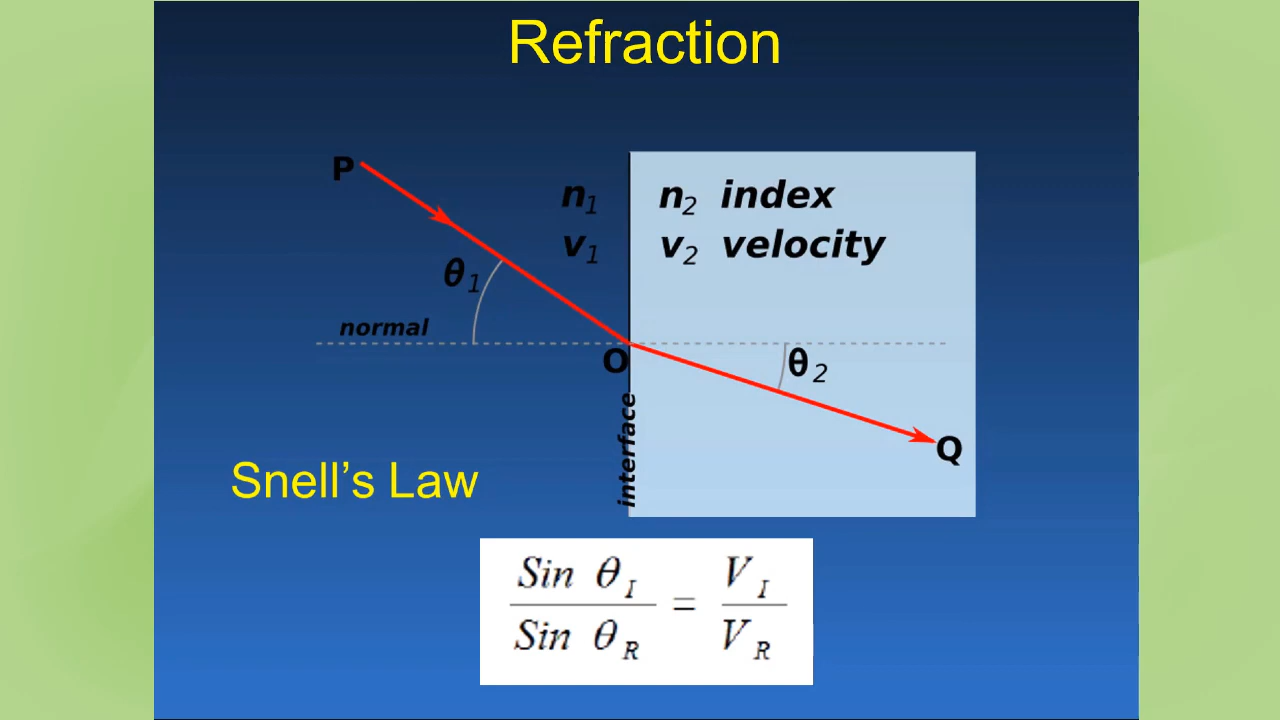 Refraction
P
n1 n2 index
v1 v2 velocity
θ1
normal
O
θ2
interface
Q
Snell’s Law
Sin θI / Sin θR = VI / VR